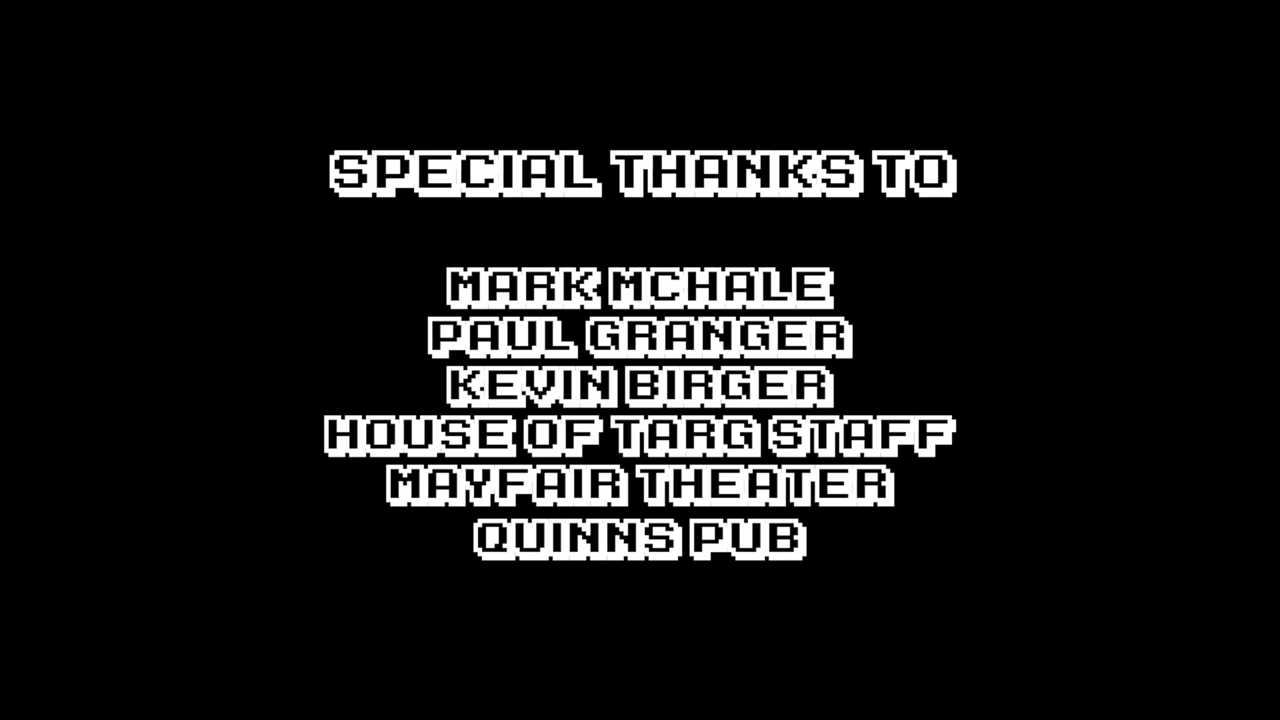 SPECIAL THANKS TO
MARK MCHALE
PAUL GRANGER
KEVIN BIRGER
HOUSE OF TARG STAFF
MAYFAIR THEATER
QUINNS PUB